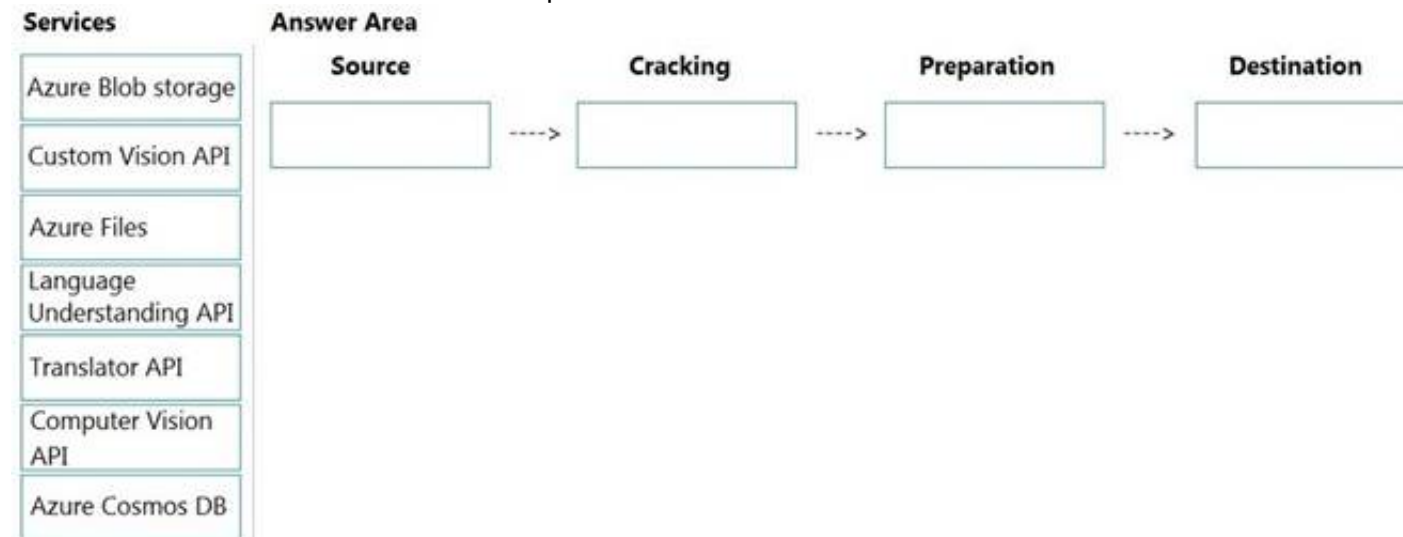 Services
Answer Area
Source
Cracking
Preparation
Destination
Azure Blob storage
Custom Vision API
Azure Files
Language
Understanding API
Translator API
Computer Vision
API
Azure Cosmos DB
---->
---->
---->